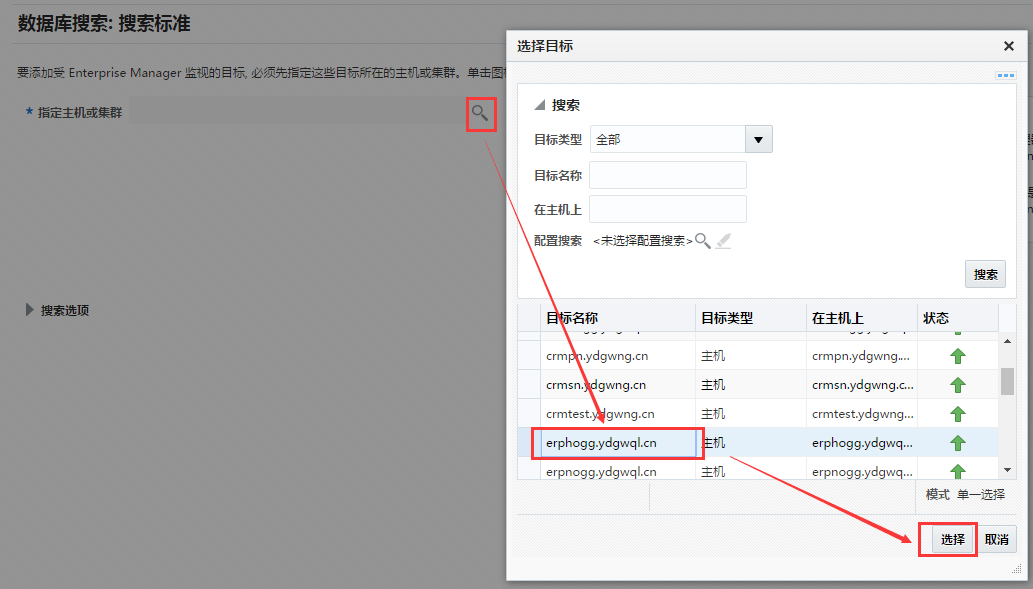 数据库搜索: 搜索标准
要添加受 Enterprise Manager 监视的目标, 必须先指定这些目标所在的主机或集群。单击图
* 指定主机或集群
搜索选项
选择目标
搜索
目标类型 全部
目标名称
在主机上
配置搜索 <未选择配置搜索>
搜索
目标名称 目标类型 在主机上 状态
crmpn.ydgwng.cn 主机 crmpn.ydgwng....
crmsn.ydgwng.cn 主机 crmsn.ydgwng.c...
crmtest.ydgwng.cn 主机 crmtest.ydgwng...
erphogg.ydgwql.cn 主机 erphogg.ydgwq...
erpnogg.ydgwql.cn 主机 erpnogg.ydgwq...
模式 单一选择
选择 取消